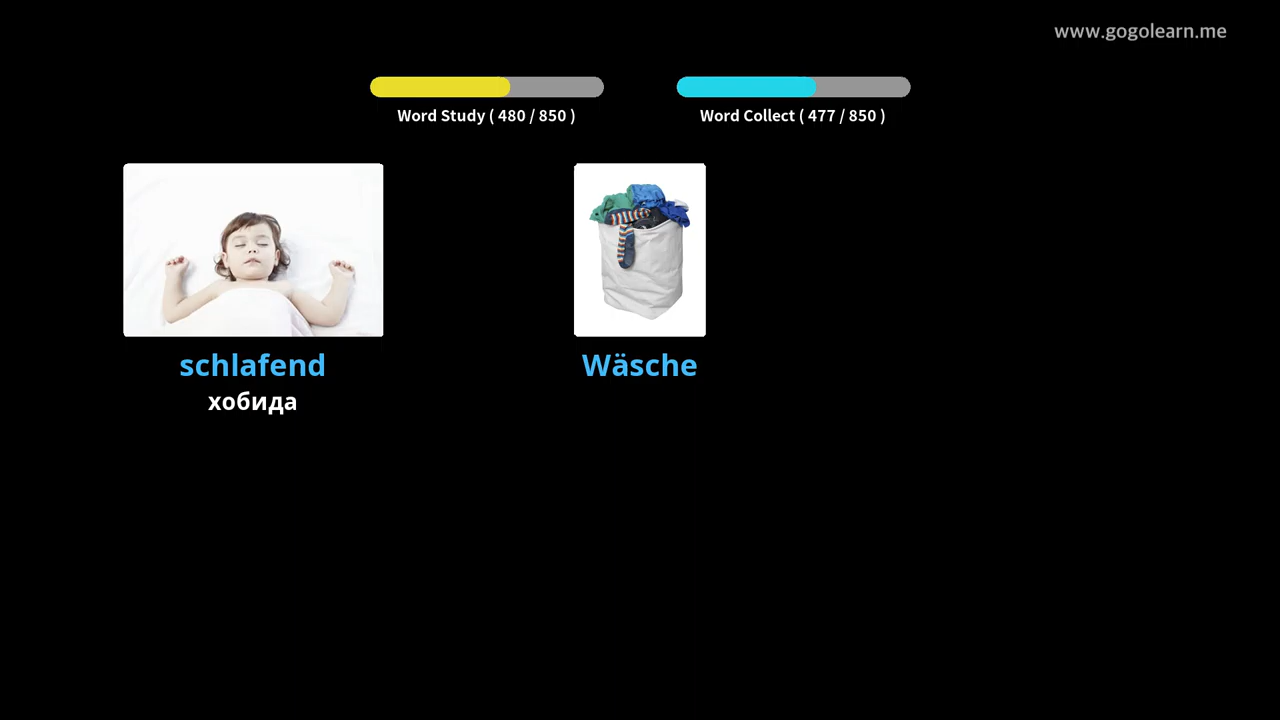 www.gogolearn.me
Word Study ( 480 / 850 )
Word Collect ( 477 / 850 )
schlafend
хобида
Wäsche